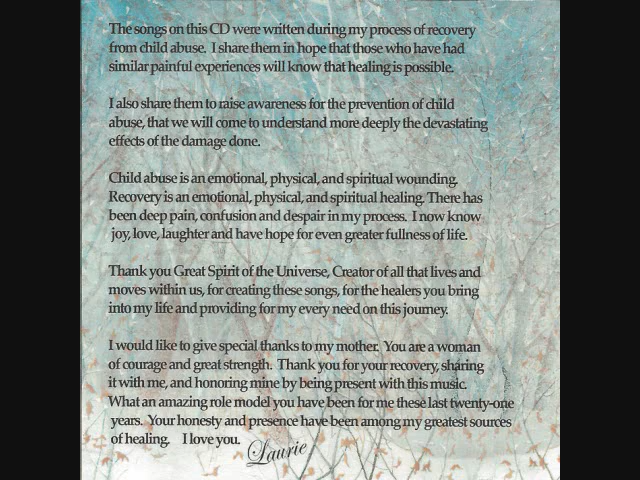 The songs on this CD were written during my process of recovery
from child abuse. I share them in hope that those who have had
similar painful experiences will know that healing is possible.
I also share them to raise awareness for the prevention of child
abuse, that we will come to understand more deeply the devastating
effects of the damage done.
Child abuse is an emotional, physical, and spiritual wounding.
Recovery is an emotional, physical, and spiritual healing. There has
been deep pain, confusion and despair in my process. I now know
joy, love, laughter and have hope for even greater fullness of life.
Thank you Great Spirit of the Universe, Creator of all that lives and
moves within us, for creating these songs, for the healers you bring
into my life and providing for my every need on this journey.
I would like to give special thanks to my mother. You are a woman
of courage and great strength. Thank you for your recovery, sharing
it with me, and honoring mine by being present with this music.
What an amazing role model you have been for me these last twenty-one
years. Your honesty and presence have been among my greatest sources
of healing. I love you.
Laurie